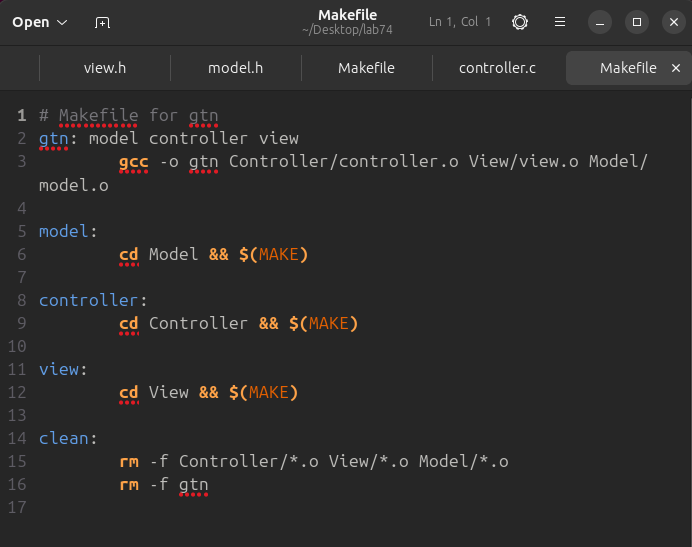 Open
Makefile
~/Desktop/lab74
Ln 1, Col 1
view.h
model.h
Makefile
controller.c
Makefile
1 # Makefile for gtn
2 gtn: model controller view
3 gcc -o gtn Controller/controller.o View/view.o Model/
model.o
4
5 model:
6 cd Model && $(MAKE)
7
8 controller:
9 cd Controller && $(MAKE)
10
11 view:
12 cd View && $(MAKE)
13
14 clean:
15 rm -f Controller/*.o View/*.o Model/*.o
16 rm -f gtn
17